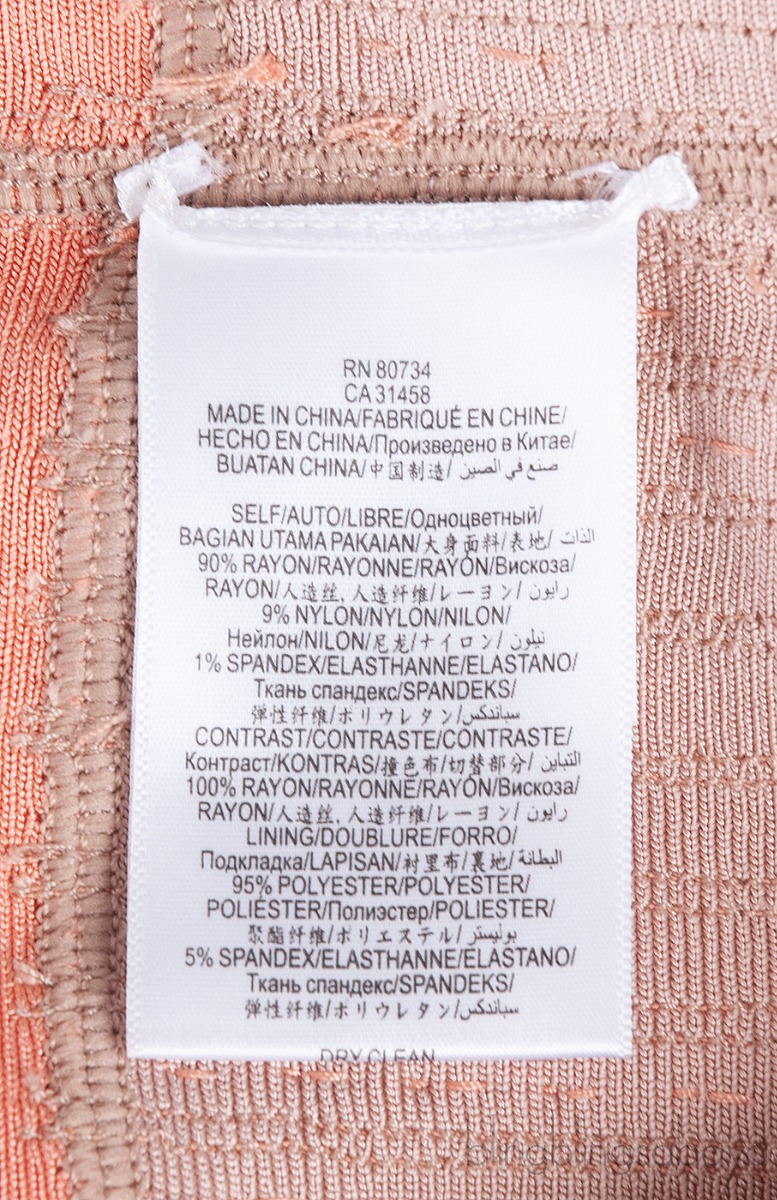 RN 80734
CA 31458
MADE IN CHINA/FABRIQUÉ EN CHINE/
HECHO EN CHINA/Произведено в Китае/
BUATAN CHINA/中国制造/ صنع في الصين
SELF/AUTO/LIBRE/Одноцветный/
BAGIAN UTAMA PAKAIAN/大身面料/表地/ الذات
90% RAYON/RAYONNE/RAYÓN/Вискоза/
RAYON/人造丝, 人造纤维/レーヨン/ رايون
9% NYLON/NYLON/NILON/
Нейлон/NILON/尼龙/ナイロン/ نيلون
1% SPANDEX/ELASTHANNE/ELASTANO/
Ткань спандекс/SPANDEKS/
弹性纤维/ポリウレタン/سباندكس
CONTRAST/CONTRASTE/CONTRASTE/
Контраст/KONTRAS/撞色布/切替部分/ التباين
100% RAYON/RAYONNE/RAYÓN/Вискоза/
RAYON/人造丝, 人造纤维/レーヨン/ رايون
LINING/DOUBLURE/FORRO/
Подкладка/LAPISAN/衬里布/裏地/ البطانة
95% POLYESTER/POLYESTER/
POLIÉSTER/Полиэстер/POLIESTER/
聚酯纤维/ポリエステル/ بوليستر
5% SPANDEX/ELASTHANNE/ELASTANO/
Ткань спандекс/SPANDEKS/
弹性纤维/ポリウレタン/سباندكس
DRY CLEAN